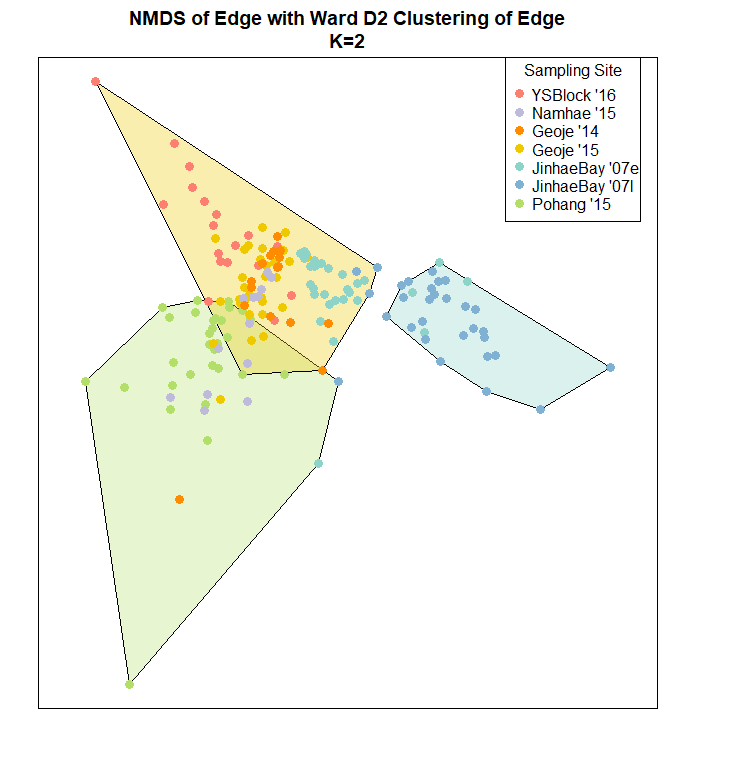 NMDS of Edge with Ward D2 Clustering of Edge
K=2
Sampling Site
YSBlock '16
Namhae '15
Geoje '14
Geoje '15
JinhaeBay '07e
JinhaeBay '07l
Pohang '15